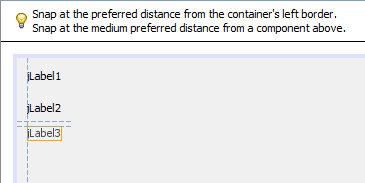 Snap at the preferred distance from the container's left border.
Snap at the medium preferred distance from a component above.
jLabel1
jLabel2
jLabel3